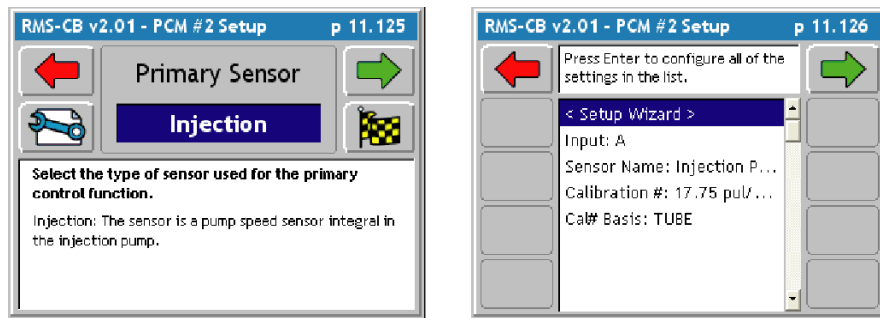 RMS-CB v2.01 - PCM #2 Setup p 11.125
Primary Sensor
Injection
Select the type of sensor used for the primary
control function.
Injection: The sensor is a pump speed sensor integral in
the injection pump.
RMS-CB v2.01 - PCM #2 Setup p 11.126
Press Enter to configure all of the
settings in the list.
< Setup Wizard >
Input: A
Sensor Name: Injection P...
Calibration #: 17.75 pul/...
Cal# Basis: TUBE